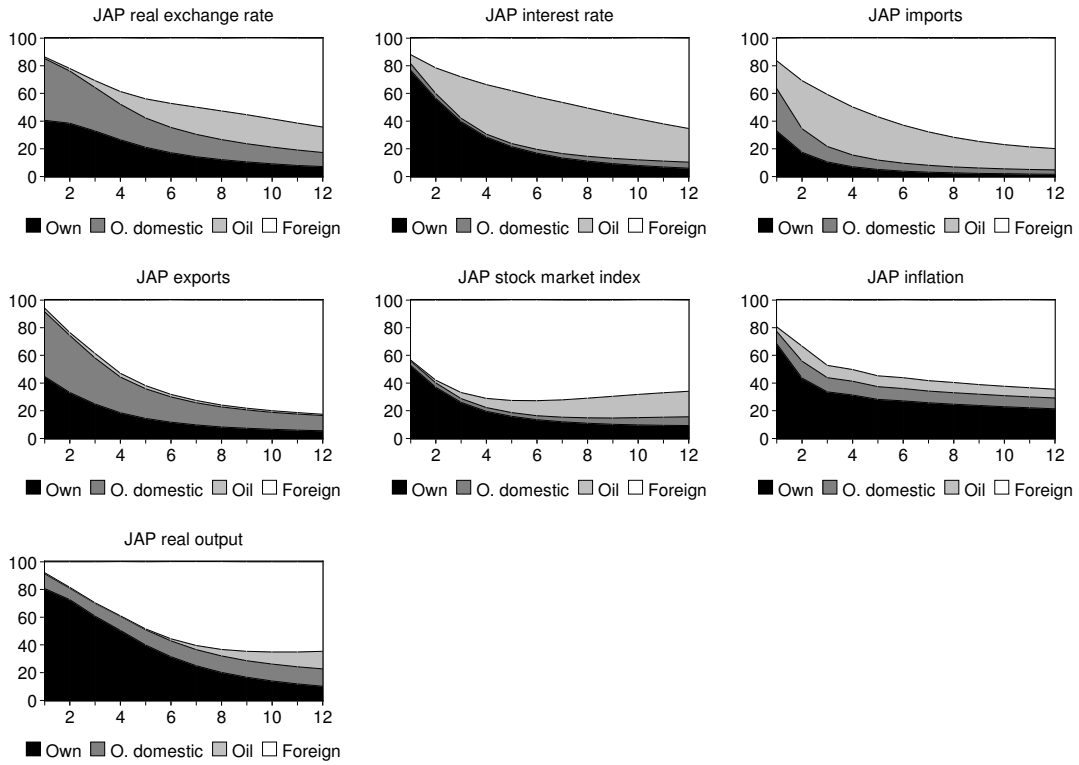 JAP real exchange rate
100
80
60
40
20
0
2 4 6 8 10 12
Own O. domestic Oil Foreign
JAP interest rate
100
80
60
40
20
0
2 4 6 8 10 12
Own O. domestic Oil Foreign
JAP imports
100
80
60
40
20
0
2 4 6 8 10 12
Own O. domestic Oil Foreign
JAP exports
100
80
60
40
20
0
2 4 6 8 10 12
Own O. domestic Oil Foreign
JAP stock market index
100
80
60
40
20
0
2 4 6 8 10 12
Own O. domestic Oil Foreign
JAP inflation
100
80
60
40
20
0
2 4 6 8 10 12
Own O. domestic Oil Foreign
JAP real output
100
80
60
40
20
0
2 4 6 8 10 12
Own O. domestic Oil Foreign